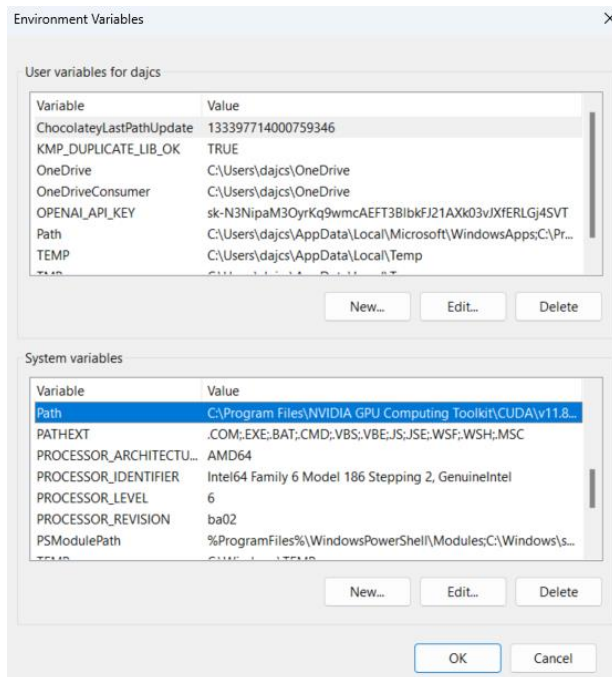 Environment Variables
User variables for dajcs
Variable Value
ChocolateyLastPathUpdate 133397714000759346
KMP_DUPLICATE_LIB_OK TRUE
OneDrive C:\Users\dajcs\OneDrive
OneDriveConsumer C:\Users\dajcs\OneDrive
OPENAI_API_KEY
Path C:\Users\dajcs\AppData\Local\Microsoft\WindowsApps;C:\Pr...
TEMP C:\Users\dajcs\AppData\Local\Temp
New... Edit... Delete
System variables
Variable Value
Path C:\Program Files\NVIDIA GPU Computing Toolkit\CUDA\v11.8...
PATHEXT .COM;.EXE;.BAT;.CMD;.VBS;.VBE;.JS;.JSE;.WSF;.WSH;.MSC
PROCESSOR_ARCHITECTU... AMD64
PROCESSOR_IDENTIFIER Intel64 Family 6 Model 186 Stepping 2, GenuineIntel
PROCESSOR_LEVEL 6
PROCESSOR_REVISION ba02
PSModulePath %ProgramFiles%\WindowsPowerShell\Modules;C:\Windows\s...
New... Edit... Delete
OK Cancel